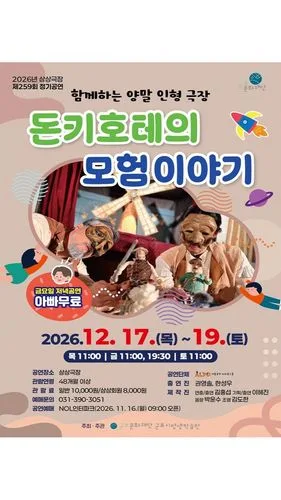 2026년 상상극장
제259회 정기공연
함께하는 양말 인형 극장
돈키호테의
모험이야기
금요일 저녁공연
아빠무료
2026. 12. 17.(목) ~ 19.(토)
목 11:00 | 금 11:00, 19:30 | 토 11:00
공연장소 상상극장
관람연령 48개월 이상
관 람 료 일반 10,000원/상상회원 8,000원
예매문의 031-390-3051
공연예매 NOL인터파크(2026. 11. 16.(월) 09:00 오픈)
공연단체
출 연 진 권영솔, 한성우
제 작 진
주최·주관